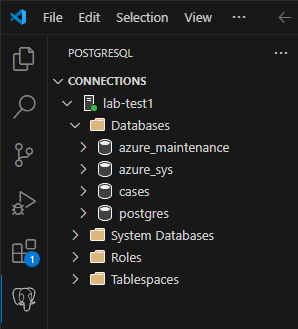 File Edit Selection View ...
POSTGRESQL ...
CONNECTIONS
lab-test1
Databases
azure_maintenance
azure_sys
cases
postgres
System Databases
1
Roles
Tablespaces